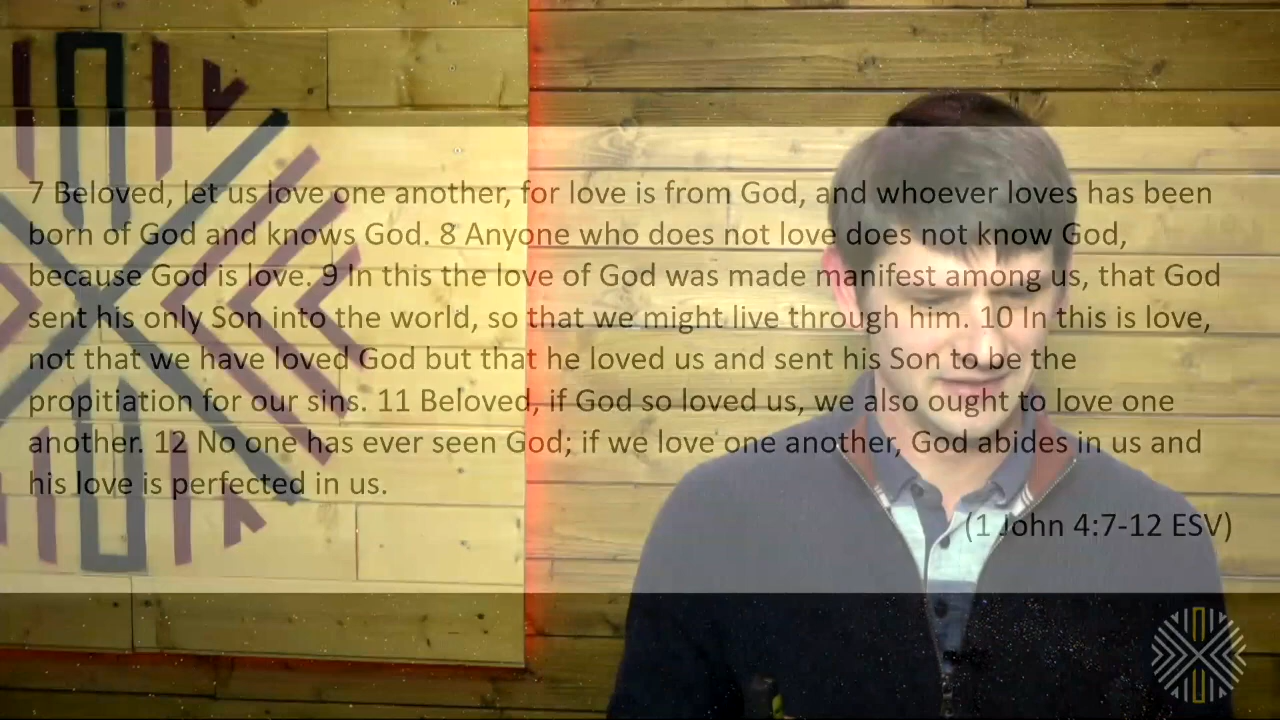 7 Beloved, let us love one another, for love is from God, and whoever loves has been
born of God and knows God. 8 Anyone who does not love does not know God,
because God is love. 9 In this the love of God was made manifest among us, that God
sent his only Son into the world, so that we might live through him. 10 In this is love,
not that we have loved God but that he loved us and sent his Son to be the
propitiation for our sins. 11 Beloved, if God so loved us, we also ought to love one
another. 12 No one has ever seen God; if we love one another, God abides in us and
his love is perfected in us.
(1 John 4:7-12 ESV)